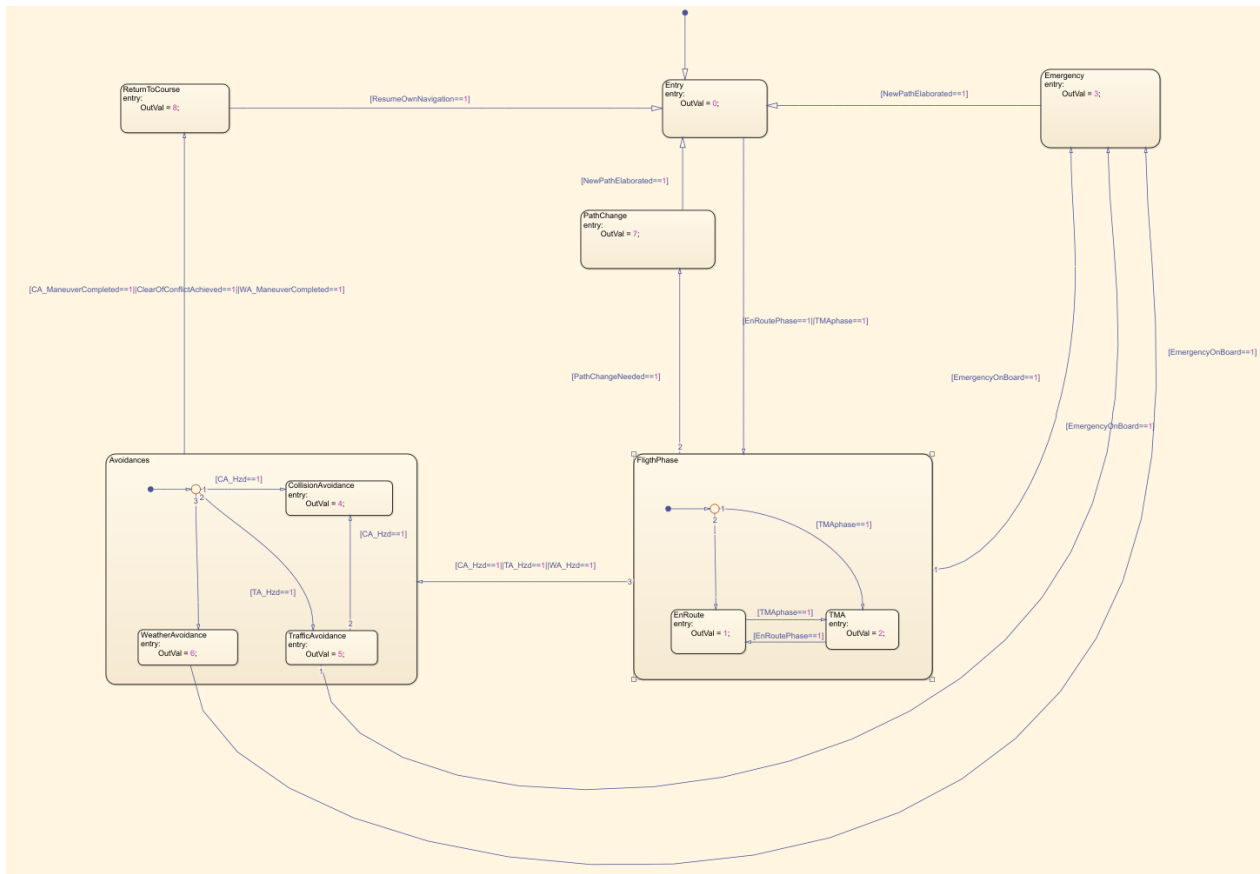 ReturnToCourse
entry:
OutVal = 8;
[ResumeOwnNavigation==1]
Entry
entry:
OutVal = 0;
[NewPathElaborated==1]
Emergency
entry:
OutVal = 3;
[NewPathElaborated==1]
PathChange
entry:
OutVal = 7;
[CA_ManeuverCompleted==1||ClearOfConflictAchieved==1||WA_ManeuverCompleted==1]
[EnRoutePhase==1||TMAphase==1]
[PathChangeNeeded==1]
[EmergencyOnBoard==1]
[EmergencyOnBoard==1]
[EmergencyOnBoard==1]
2
Avoidances
[CA_Hzd==1]
1
2
3
CollisionAvoidance
entry:
OutVal = 4;
[CA_Hzd==1]
[TA_Hzd==1]
2
WeatherAvoidance
entry:
OutVal = 6;
TrafficAvoidance
entry:
OutVal = 5;
1
[CA_Hzd==1||TA_Hzd==1||WA_Hzd==1]
3
FligthPhase
1
2
[TMAphase==1]
1
EnRoute
entry:
OutVal = 1;
[TMAphase==1]
[EnRoutePhase==1]
TMA
entry:
OutVal = 2;